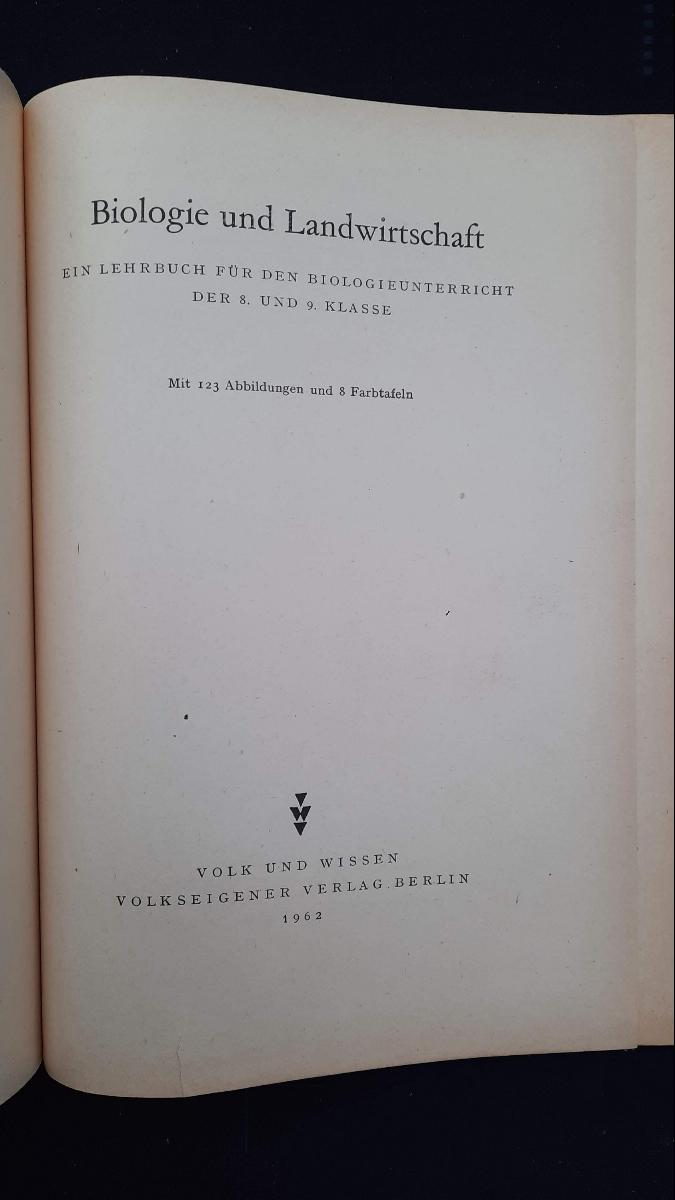 Biologie und Landwirtschaft
EIN LEHRBUCH FÜR DEN BIOLOGIEUNTERRICHT
DER 8. UND 9. KLASSE
Mit 123 Abbildungen und 8 Farbtafeln
VOLK UND WISSEN
VOLKSEIGENER VERLAG BERLIN
1962